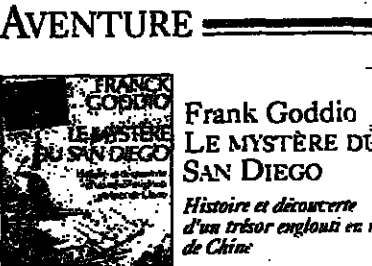 AVENTURE
FRANCK
GODDIO
LE MYSTÈRE
DU SAN DIEGO
Frank Goddio
LE MYSTÈRE DU
SAN DIEGO
Histoire et découverte
d'un trésor englouti en
de Chine